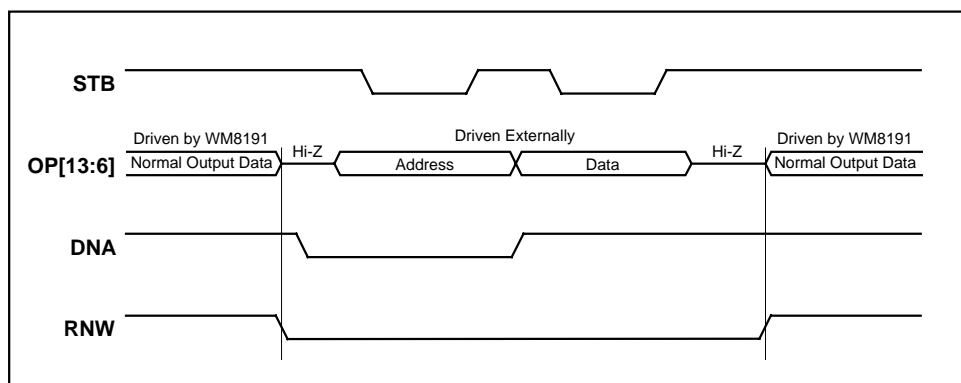 STB
Driven by WM8191
Driven Externally
Driven by WM8191
OP[13:6]
Normal Output Data
Hi-Z
Address
Data
Hi-Z
Normal Output Data
DNA
RNW